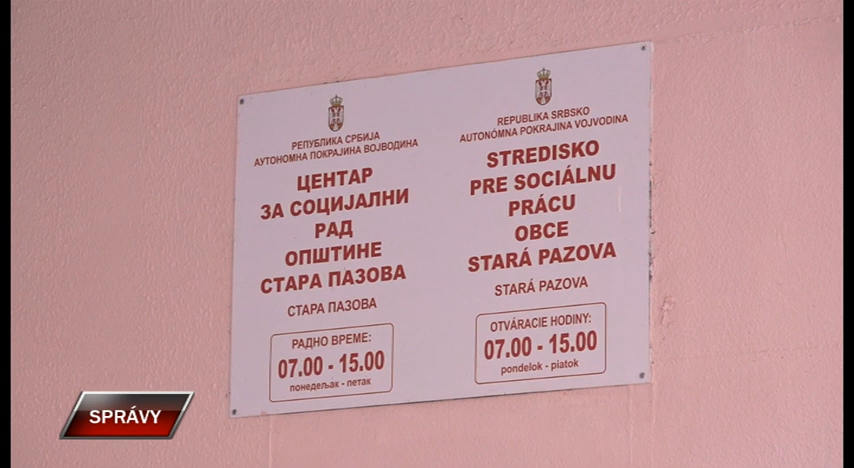 РЕПУБЛИКА СРБИЈА
АУТОНОМНА ПОКРАЈИНА ВОЈВОДИНА
ЦЕНТАР
ЗА СОЦИЈАЛНИ
РАД
ОПШТИНЕ
СТАРА ПАЗОВА
СТАРА ПАЗОВА
РАДНО ВРЕМЕ:
07.00 - 15.00
понедељак - петак
REPUBLIKA SRBSKO
AUTONÓMNA POKRAJINA VOJVODINA
STREDISKO
PRE SOCIÁLNU
PRÁCU
OBCE
STARÁ PAZOVA
STARÁ PAZOVA
OTVÁRACIE HODINY:
07.00 - 15.00
pondelok - piatok
SPRÁVY